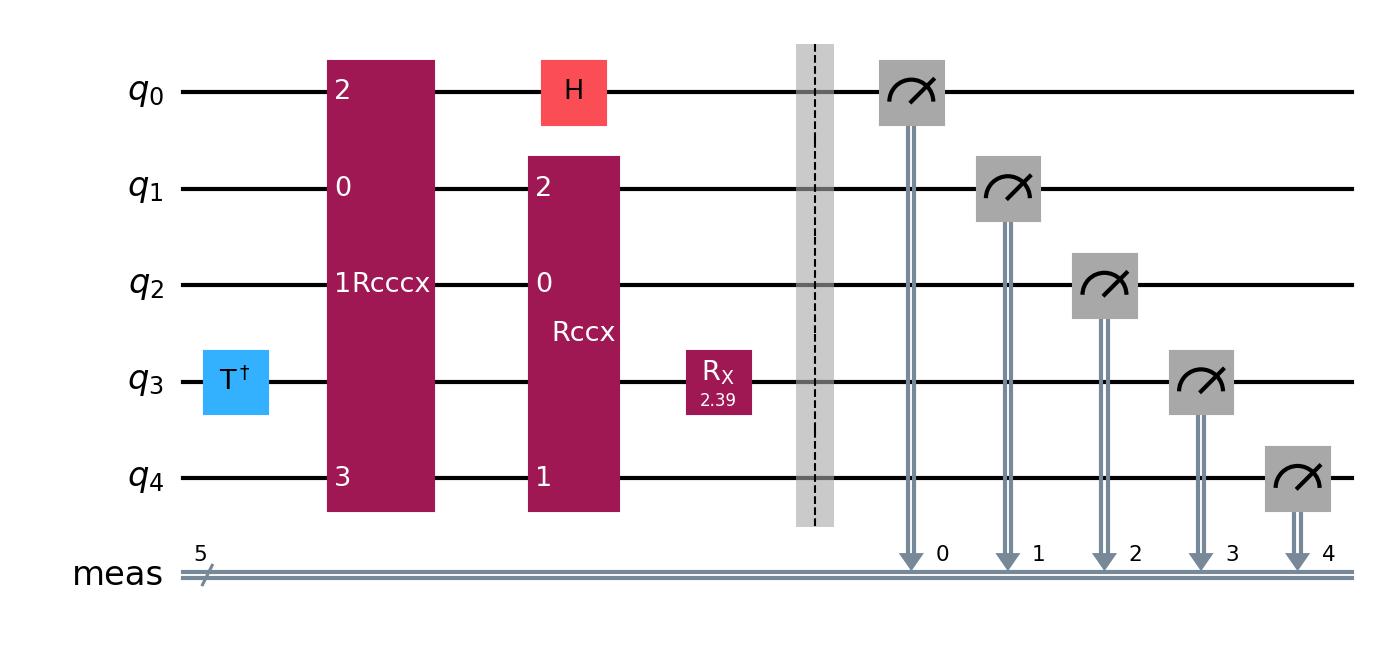 q0 2 H
q1 0 2
q2 1Rcccx 0
Rccx
q3 T† RX
2.39
q4 3 1
5 0 1 2 3 4
meas